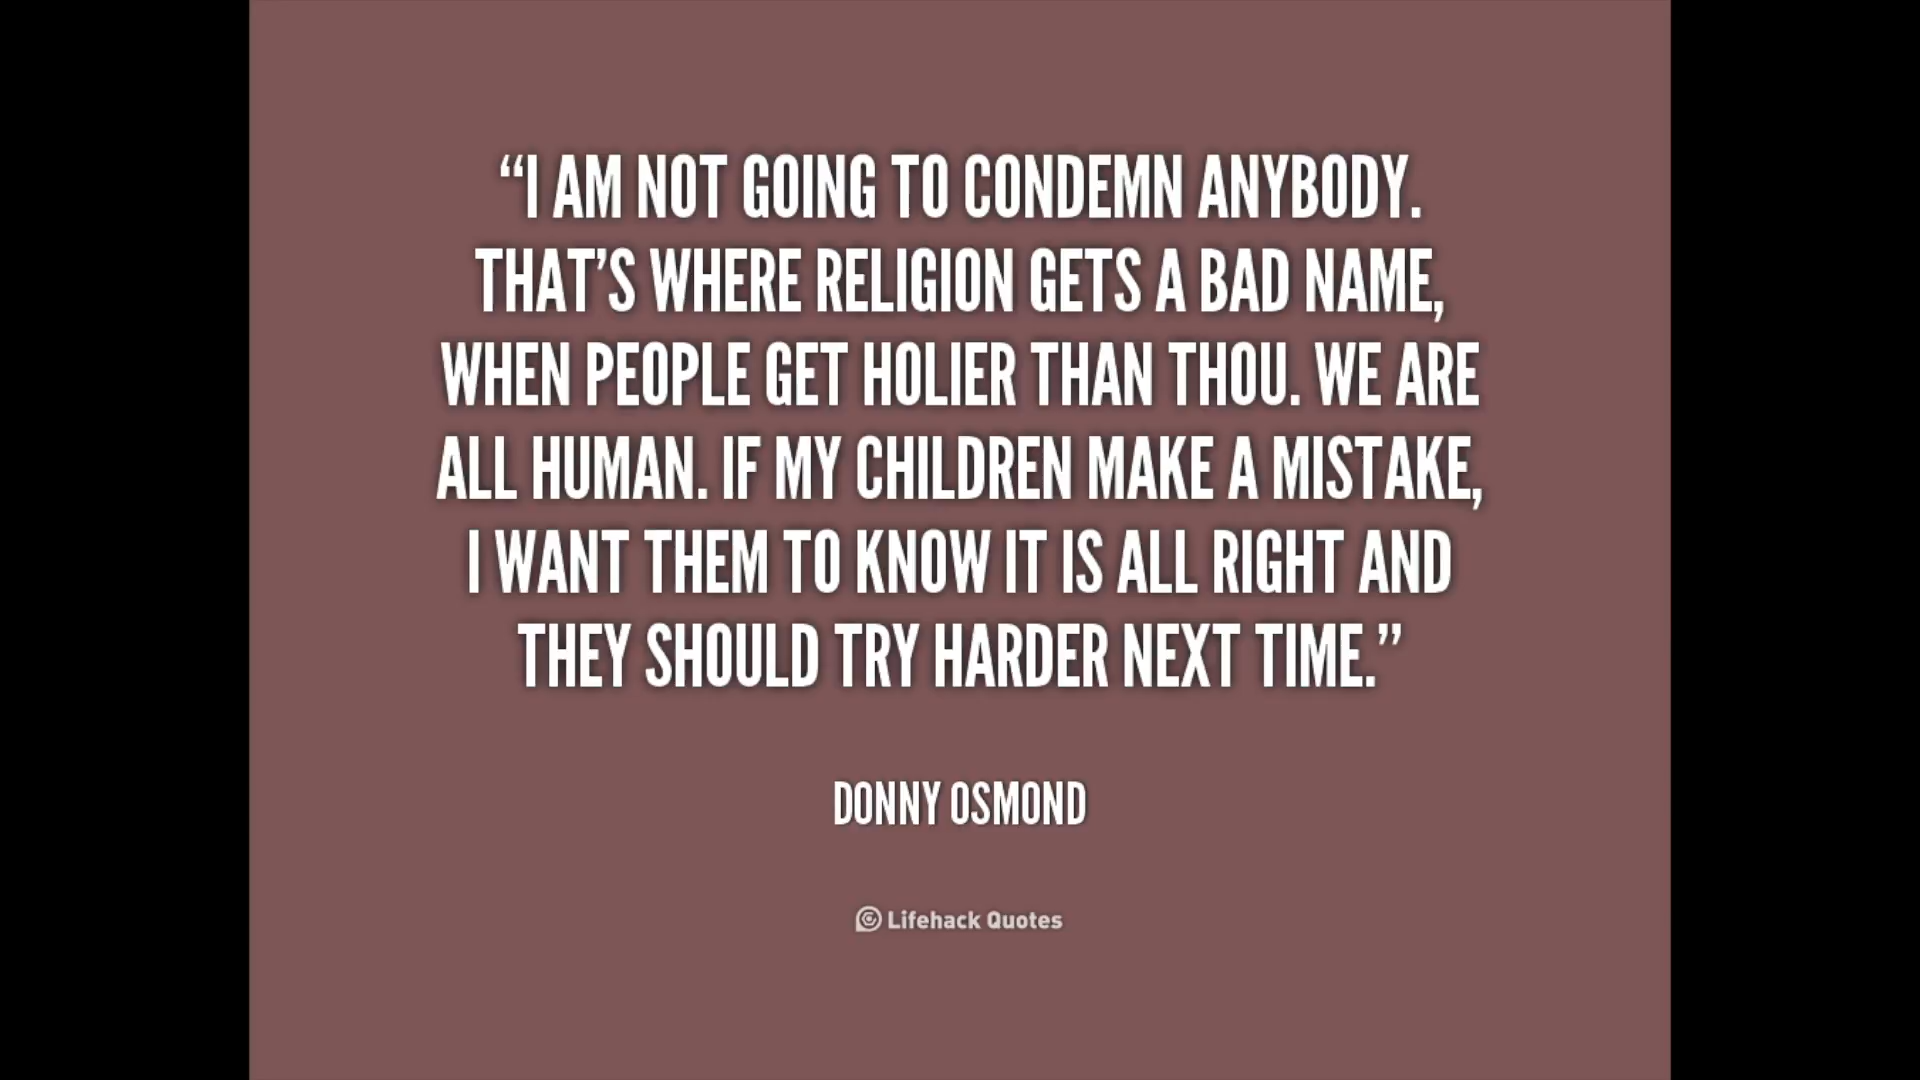 “I AM NOT GOING TO CONDEMN ANYBODY.
THAT’S WHERE RELIGION GETS A BAD NAME,
WHEN PEOPLE GET HOLIER THAN THOU. WE ARE
ALL HUMAN. IF MY CHILDREN MAKE A MISTAKE,
I WANT THEM TO KNOW IT IS ALL RIGHT AND
THEY SHOULD TRY HARDER NEXT TIME.”
DONNY OSMOND
Lifehack Quotes